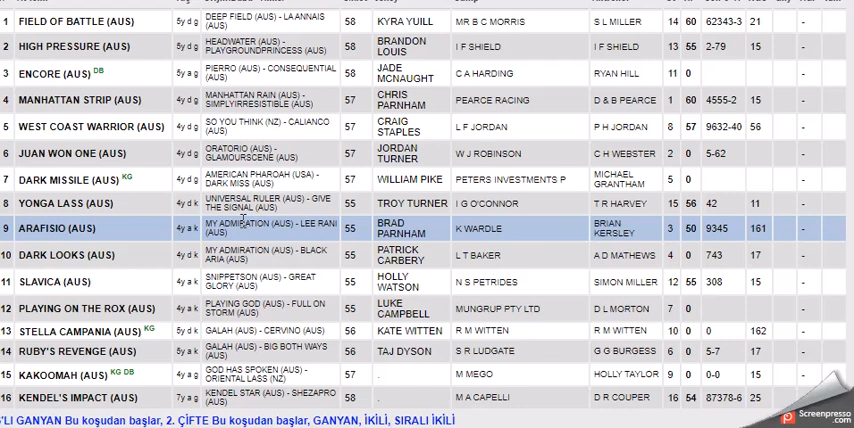 1 FIELD OF BATTLE (AUS) 5y d g DEEP FIELD (AUS) - LA ANNAIS (AUS) 58 KYRA YUILL MR B C MORRIS S L MILLER 14 60 62343-3 21 -
2 HIGH PRESSURE (AUS) 5y d g HEADWATER (AUS) - PLAYGROUNDPRINCESS (AUS) 58 BRANDON LOUIS I F SHIELD I F SHIELD 13 55 2-79 15 -
3 ENCORE (AUS) DB 5y a g PIERRO (AUS) - CONSEQUENTIAL (AUS) 58 JADE MCNAUGHT C A HARDING RYAN HILL 11 0 -
4 MANHATTAN STRIP (AUS) 4y d g MANHATTAN RAIN (AUS) - SIMPLYIRRESISTIBLE (AUS) 57 CHRIS PARNHAM PEARCE RACING D & B PEARCE 1 60 4555-2 15 -
5 WEST COAST WARRIOR (AUS) 4y d g SO YOU THINK (NZ) - CALIANCO (AUS) 57 CRAIG STAPLES L F JORDAN P H JORDAN 8 57 9632-40 56 -
6 JUAN WON ONE (AUS) 4y d g ORATORIO (AUS) - GLAMOURSCENE (AUS) 57 JORDAN TURNER W J ROBINSON C H WEBSTER 2 0 5-62 -
7 DARK MISSILE (AUS) KG 4y d g AMERICAN PHAROAH (USA) - DARK MISS (AUS) 57 WILLIAM PIKE PETERS INVESTMENTS P MICHAEL GRANTHAM 5 0 -
8 YONGA LASS (AUS) 4y d k UNIVERSAL RULER (AUS) - GIVE THE SIGNAL (AUS) 55 TROY TURNER I G O'CONNOR T R HARVEY 15 56 42 11 -
9 ARAFISIO (AUS) 4y a k MY ADMIRATION (AUS) - LEE RANI (AUS) 55 BRAD PARNHAM K WARDLE BRIAN KERSLEY 3 50 9345 161 -
10 DARK LOOKS (AUS) 4y d k MY ADMIRATION (AUS) - BLACK ARIA (AUS) 55 PATRICK CARBERY L T BAKER A D MATHEWS 4 0 743 17 -
11 SLAVICA (AUS) 4y a k SNIPPETSON (AUS) - GREAT GLORY (AUS) 55 HOLLY WATSON N S PETRIDES SIMON MILLER 12 55 308 15 -
12 PLAYING ON THE ROX (AUS) 4y a k PLAYING GOD (AUS) - FULL ON STORM (AUS) 55 LUKE CAMPBELL MUNGRUP PTY LTD D L MORTON 7 0 -
13 STELLA CAMPANIA (AUS) KG 5y d k GALAH (AUS) - CERVINO (AUS) 56 KATE WITTEN R M WITTEN R M WITTEN 10 0 0 162 -
14 RUBY'S REVENGE (AUS) 5y a k GALAH (AUS) - BIG BOTH WAYS (AUS) 56 TAJ DYSON S R LUDGATE G G BURGESS 6 0 5-7 17 -
15 KAKOOMAH (AUS) KG DB 4y a g GOD HAS SPOKEN (AUS) - ORIENTAL LASS (NZ) 57 . M MEGO HOLLY TAYLOR 9 0 0-0 15 -
16 KENDEL'S IMPACT (AUS) 7y a g KENDEL STAR (AUS) - SHEZAPRO (AUS) 58 . M A CAPELLI D R COUPER 16 54 87378-6 25 -
'LI GANYAN Bu koşudan başlar, 2. ÇİFTE Bu koşudan başlar, GANYAN, İKİLİ, SIRALI İKİLİ
Screenpresso
.com